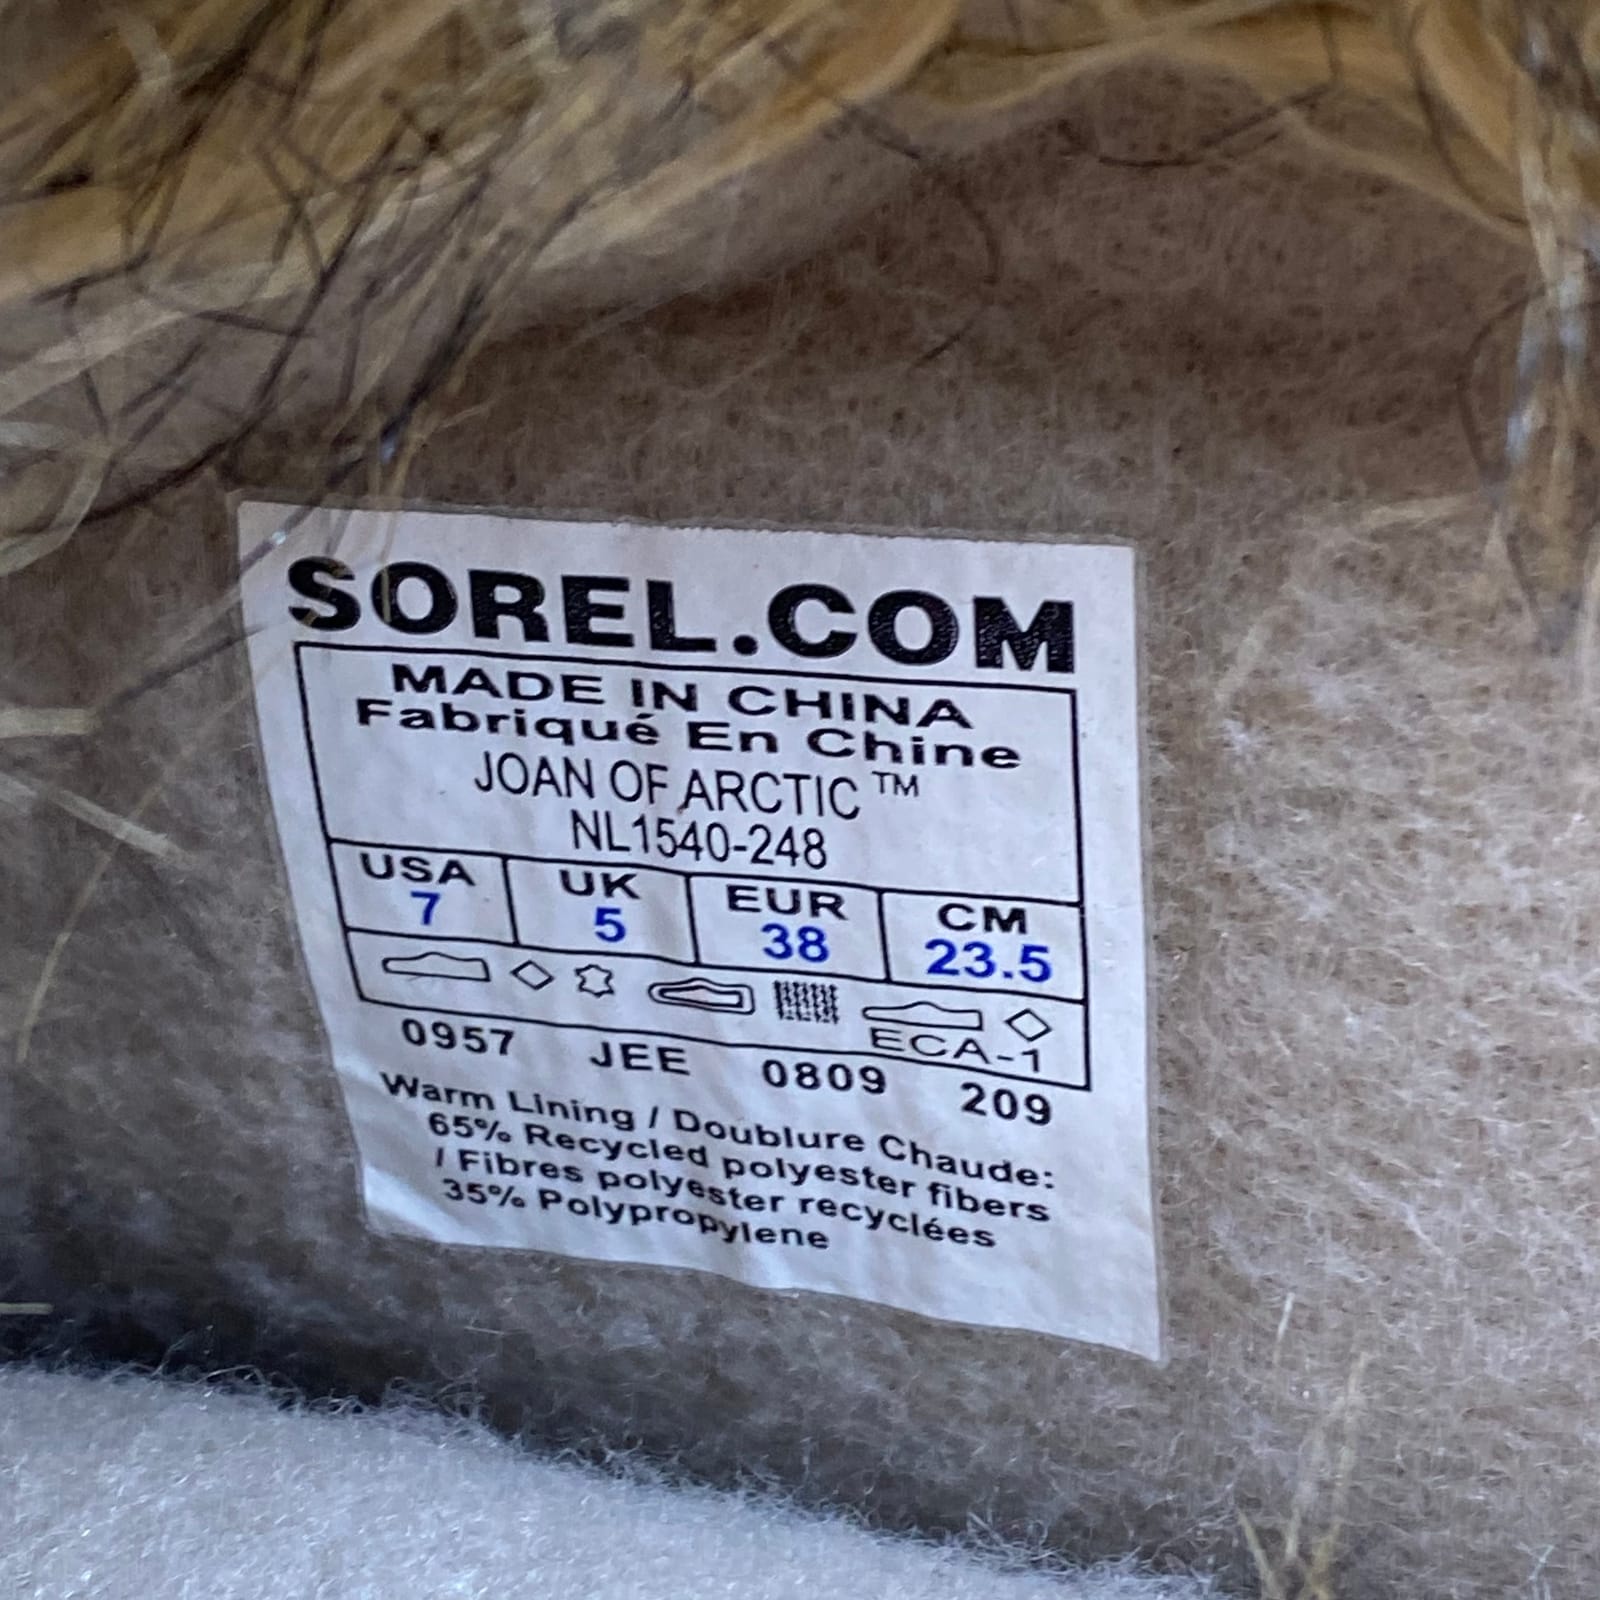 SOREL.COM
MADE IN CHINA
Fabriqué En Chine
JOAN OF ARCTIC™
NL1540-248
USA UK EUR CM
7 5 38 23.5
ECA-1
0957 JEE 0809 209
Warm Lining / Doublure Chaude:
65% Recycled polyester fibers
/ Fibres polyester recyclées
35% Polypropylene